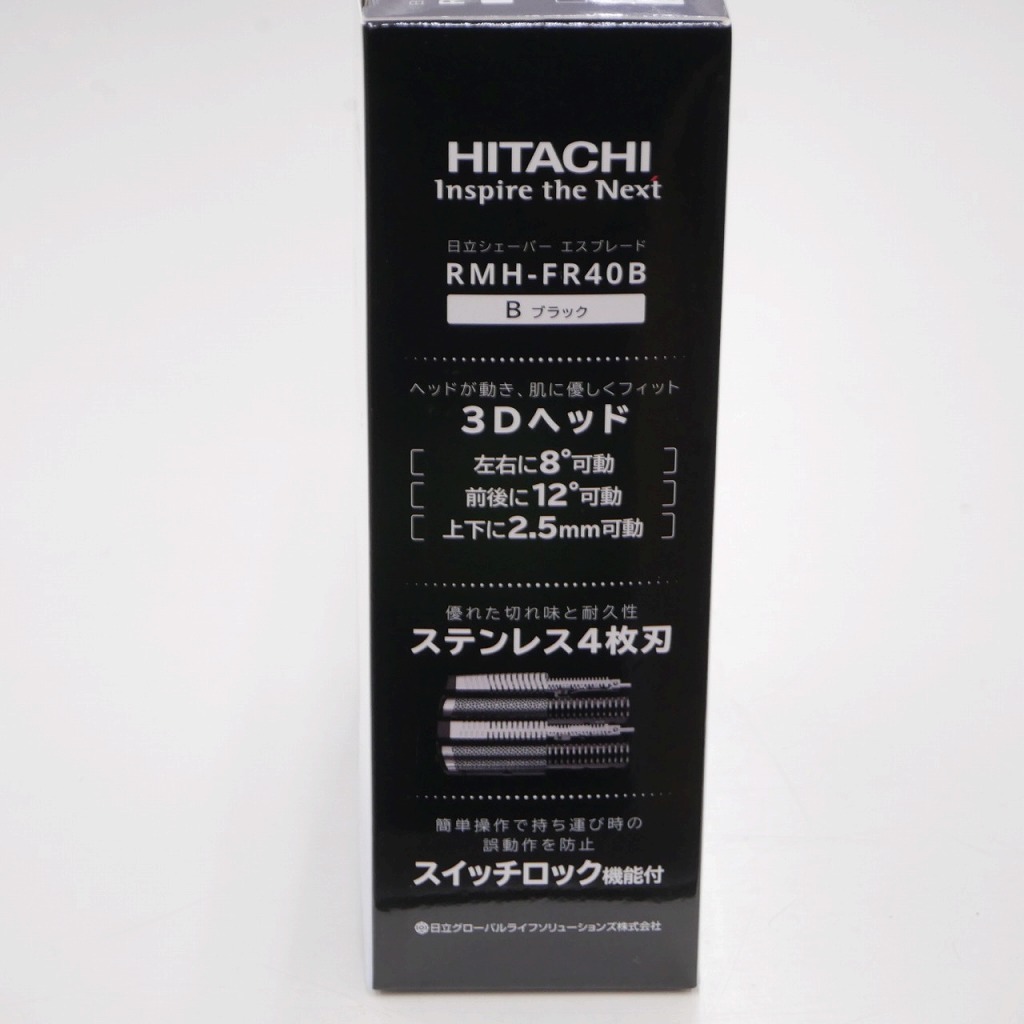 HITACHI
Inspire the Next
日立シェーバー エスブレード
RMH-FR40B
B ブラック
ヘッドが動き、肌に優しくフィット
3Dヘッド
左右に8°可動
前後に12°可動
上下に2.5mm可動
優れた切れ味と耐久性
ステンレス4枚刃
簡単操作で持ち運び時の
誤動作を防止
スイッチロック機能付
日立グローバルライフソリューションズ株式会社